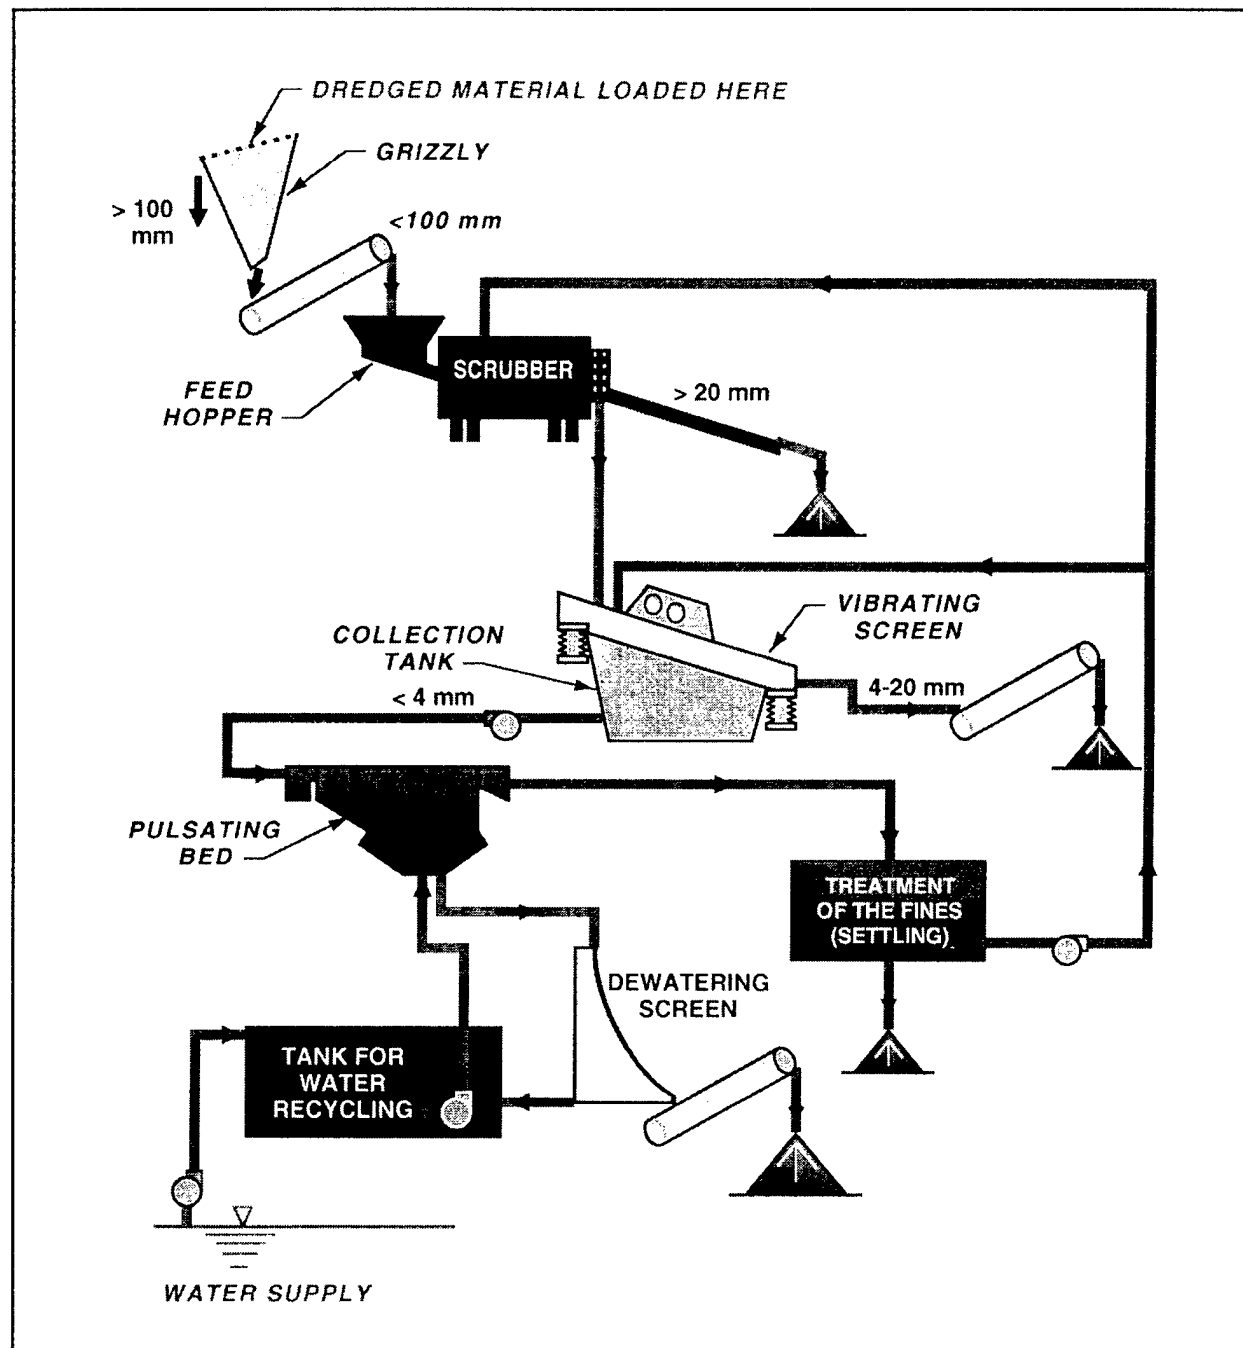 DREDGED MATERIAL LOADED HERE
GRIZZLY
> 100
mm
<100 mm
FEED
HOPPER
SCRUBBER
> 20 mm
VIBRATING
SCREEN
COLLECTION
TANK
< 4 mm
4-20 mm
PULSATING
BED
TREATMENT
OF THE FINES
(SETTLING)
DEWATERING
SCREEN
TANK FOR
WATER
RECYCLING
WATER SUPPLY